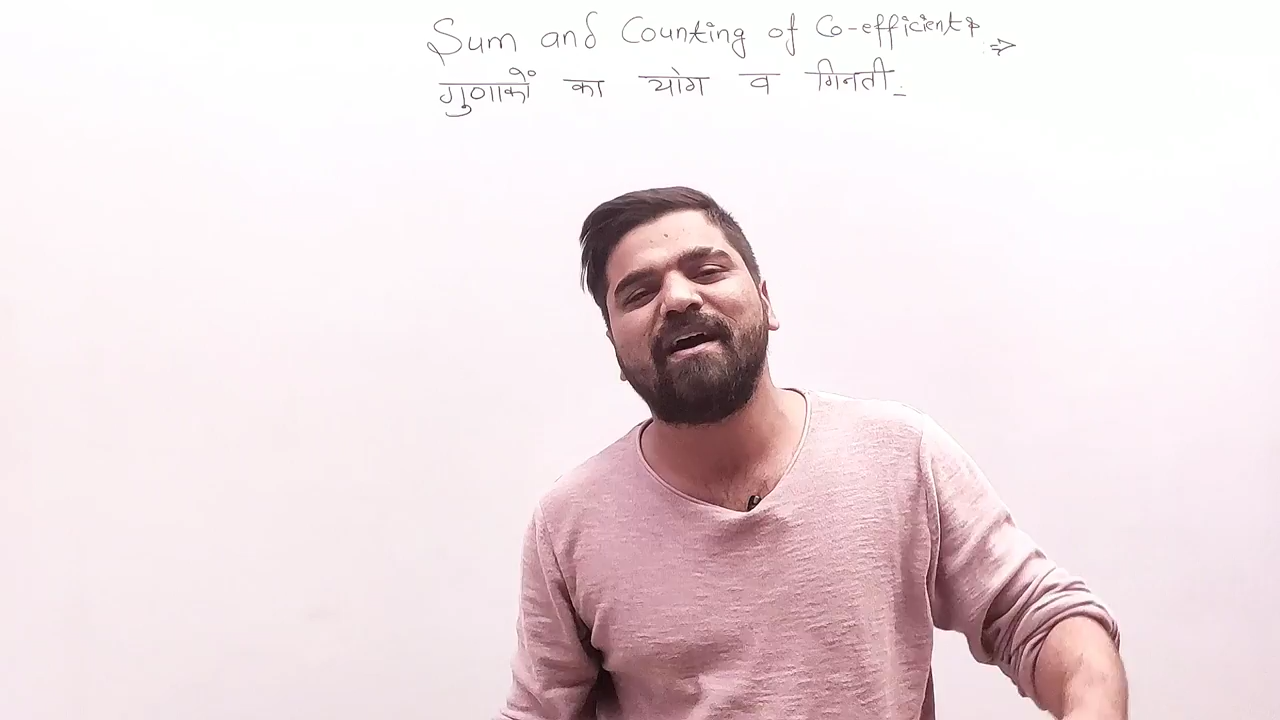 Sum and Counting of Co-efficients :⇒
गुणाकों का योग व गिनती :-